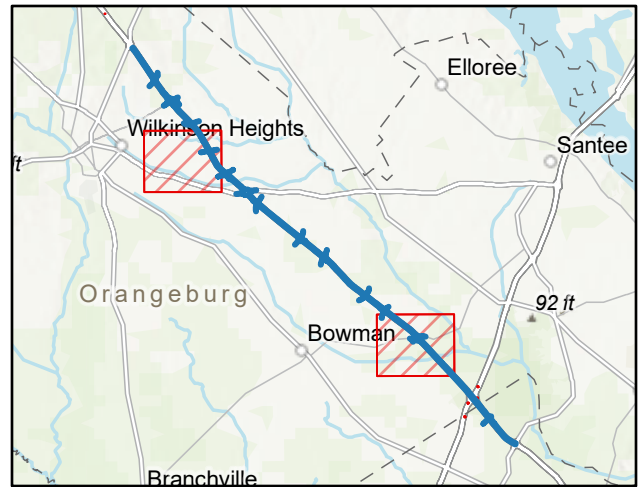 Elloree
Wilkinson Heights
Santee
ft
Orangeburg
92 ft
Bowman
Branchville